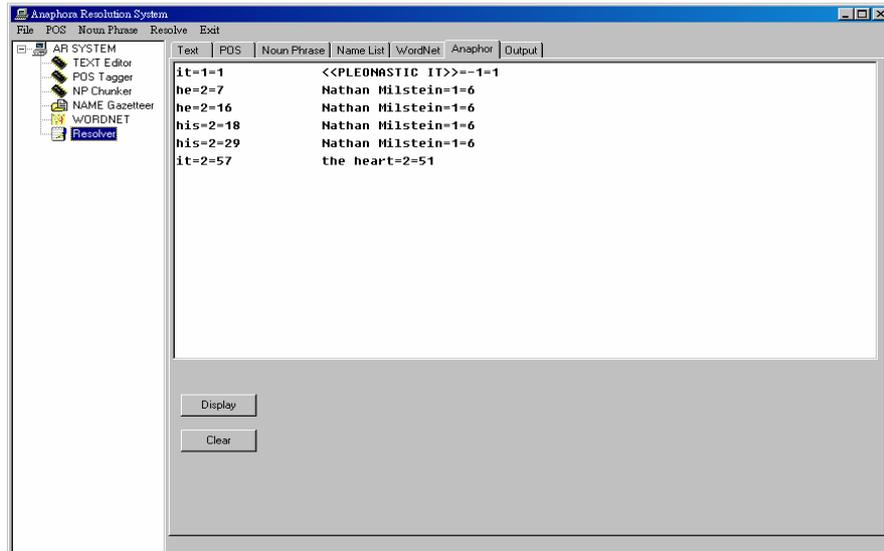 Anaphora Resolution System
File POS Noun Phrase Resolve Exit
AR SYSTEM
TEXT Editor
POS Tagger
NP Chunker
NAME Gazetteer
WORDNET
Resolver
Text POS Noun Phrase Name List WordNet Anaphor Output
it=1=1 <<PLEONASTIC IT>>=-1=1
he=2=7 Nathan Milstein=1=6
he=2=16 Nathan Milstein=1=6
his=2=18 Nathan Milstein=1=6
his=2=29 Nathan Milstein=1=6
it=2=57 the heart=2=51
Display
Clear